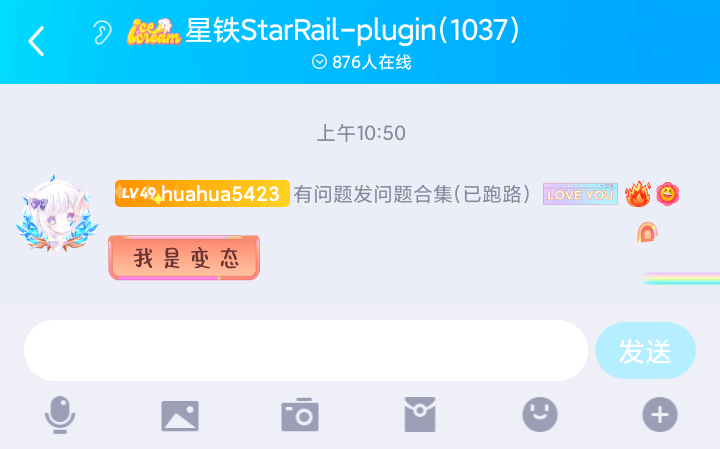 ice cream 星铁StarRail-plugin(1037)
876人在线
上午10:50
LV 49 huahua5423 有问题发问题合集(已跑路) LOVE YOU
我是变态
发送